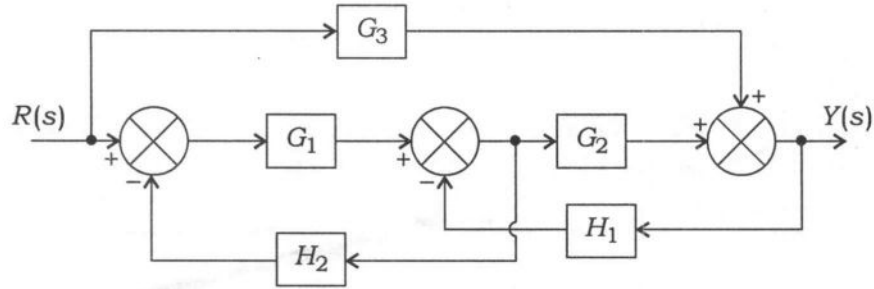 G3
+
R(s)
G1
G2
Y(s)
+
+
+
−
−
H1
H2